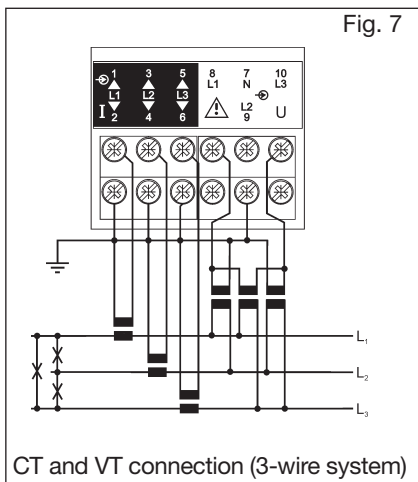 Fig. 7
1 3 5 8 7 10
L1 N L3
L1 L2 L3
L2
I U
2 4 6 9
L₁
L₂
L₃
CT and VT connection (3-wire system)